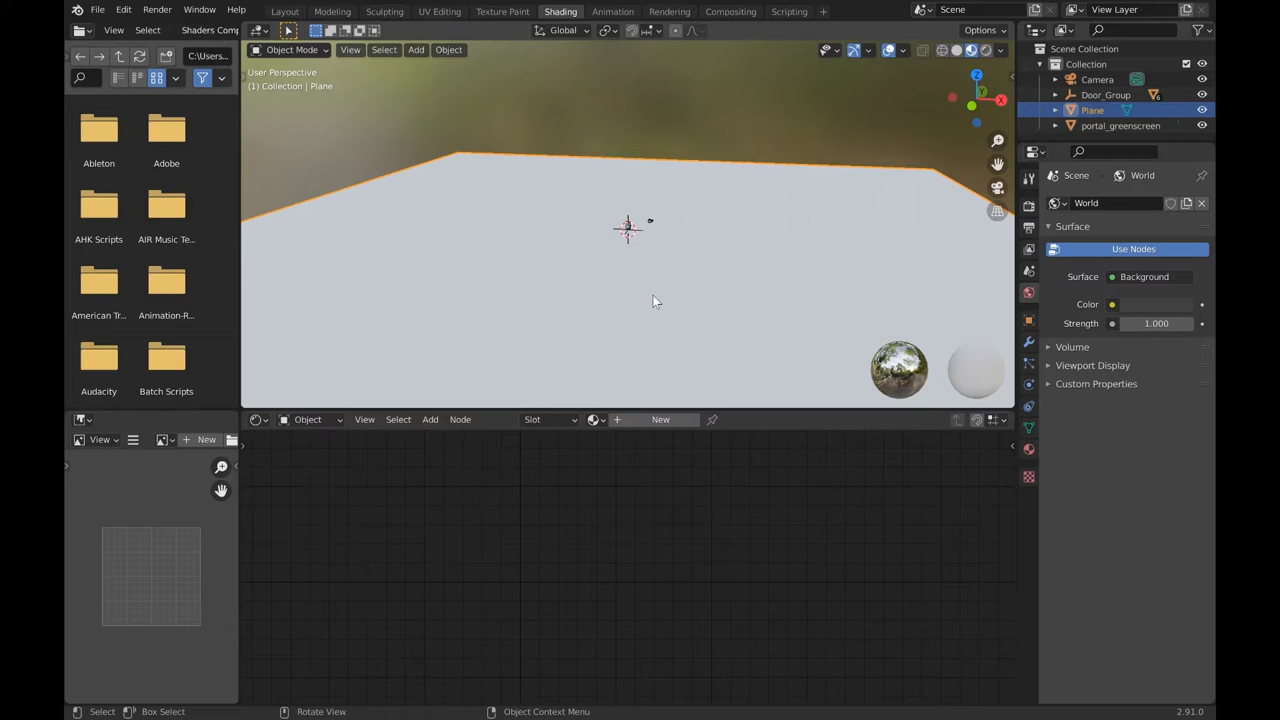 File Edit Render Window Help Layout Modeling Sculpting UV Editing Texture Paint Shading Animation Rendering Compositing Scripting + Scene View Layer
View Select Shaders Comp
Global
Options
C:\Users...
Object Mode View Select Add Object
User Perspective
(1) Collection | Plane
Z
Y
X
Ableton Adobe
AHK Scripts AIR Music Te...
American Tr... Animation-R...
Audacity Batch Scripts
View + New
Object View Select Add Node Slot + New
Scene Collection
Collection
Camera
Door_Group 6
Plane
portal_greenscreen
Scene World
World
Surface
Use Nodes
Surface Background
Color
Strength 1.000
Volume
Viewport Display
Custom Properties
Select Box Select Rotate View Object Context Menu 2.91.0